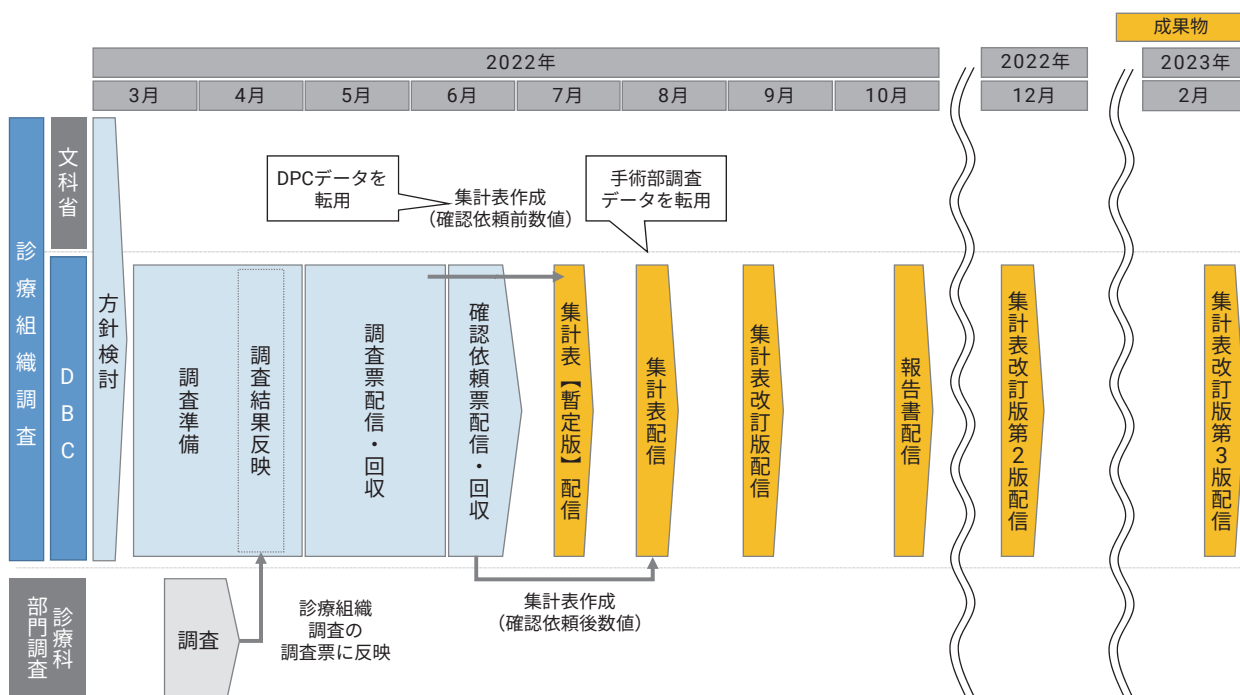 成果物
2022年
2022年
2023年
3月
4月
5月
6月
7月
8月
9月
10月
12月
2月
診療組織調査
文科省
DBC
方針検討
DPCデータを
転用
集計表作成
（確認依頼前数値）
手術部調査
データを転用
調査準備
調査結果反映
調査票配信・回収
確認依頼票配信・回収
集計表【暫定版】配信
集計表配信
集計表改訂版配信
報告書配信
集計表改訂版第2版配信
集計表改訂版第3版配信
診療科
部門調査
調査
診療組織
調査の
調査票に反映
集計表作成
（確認依頼後数値）